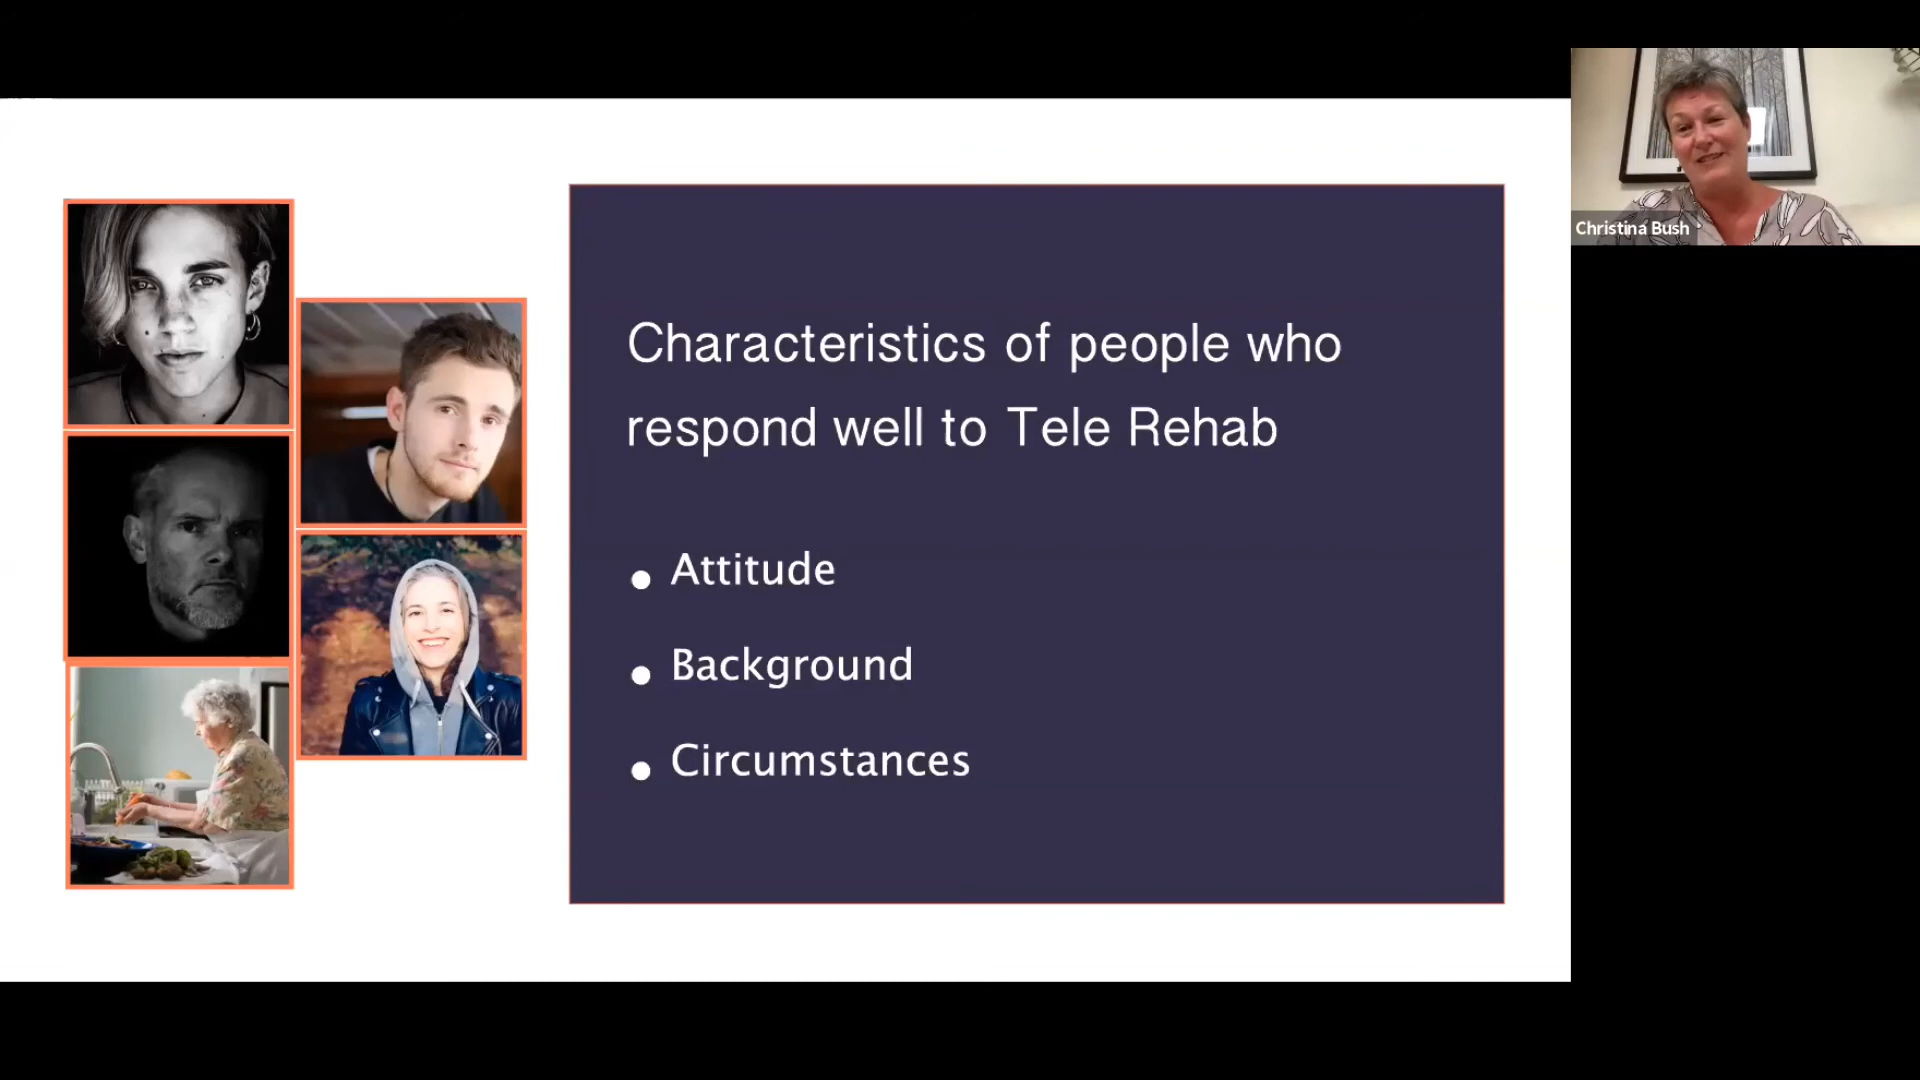 Characteristics of people who
respond well to Tele Rehab
Attitude
Background
Circumstances
Christina Bush